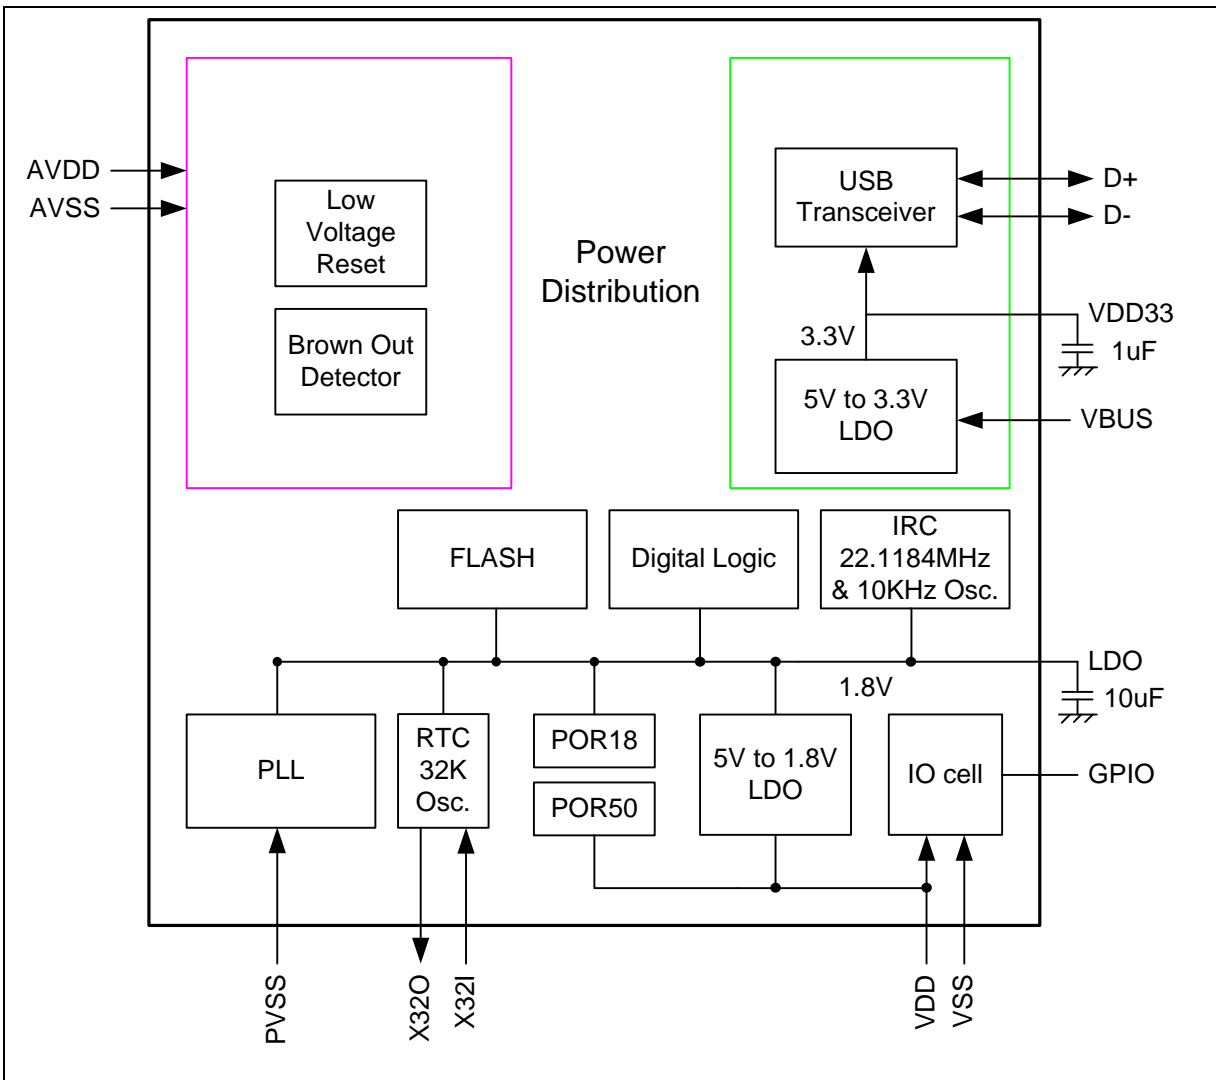 AVDD
AVSS
Low
Voltage
Reset
Brown Out
Detector
Power
Distribution
USB
Transceiver
D+
D-
3.3V
VDD33
1uF
5V to 3.3V
LDO
VBUS
FLASH
Digital Logic
IRC
22.1184MHz
& 10KHz Osc.
1.8V
LDO
10uF
PLL
RTC
32K
Osc.
POR18
POR50
5V to 1.8V
LDO
IO cell
GPIO
PVSS
X32O
X32I
VDD
VSS